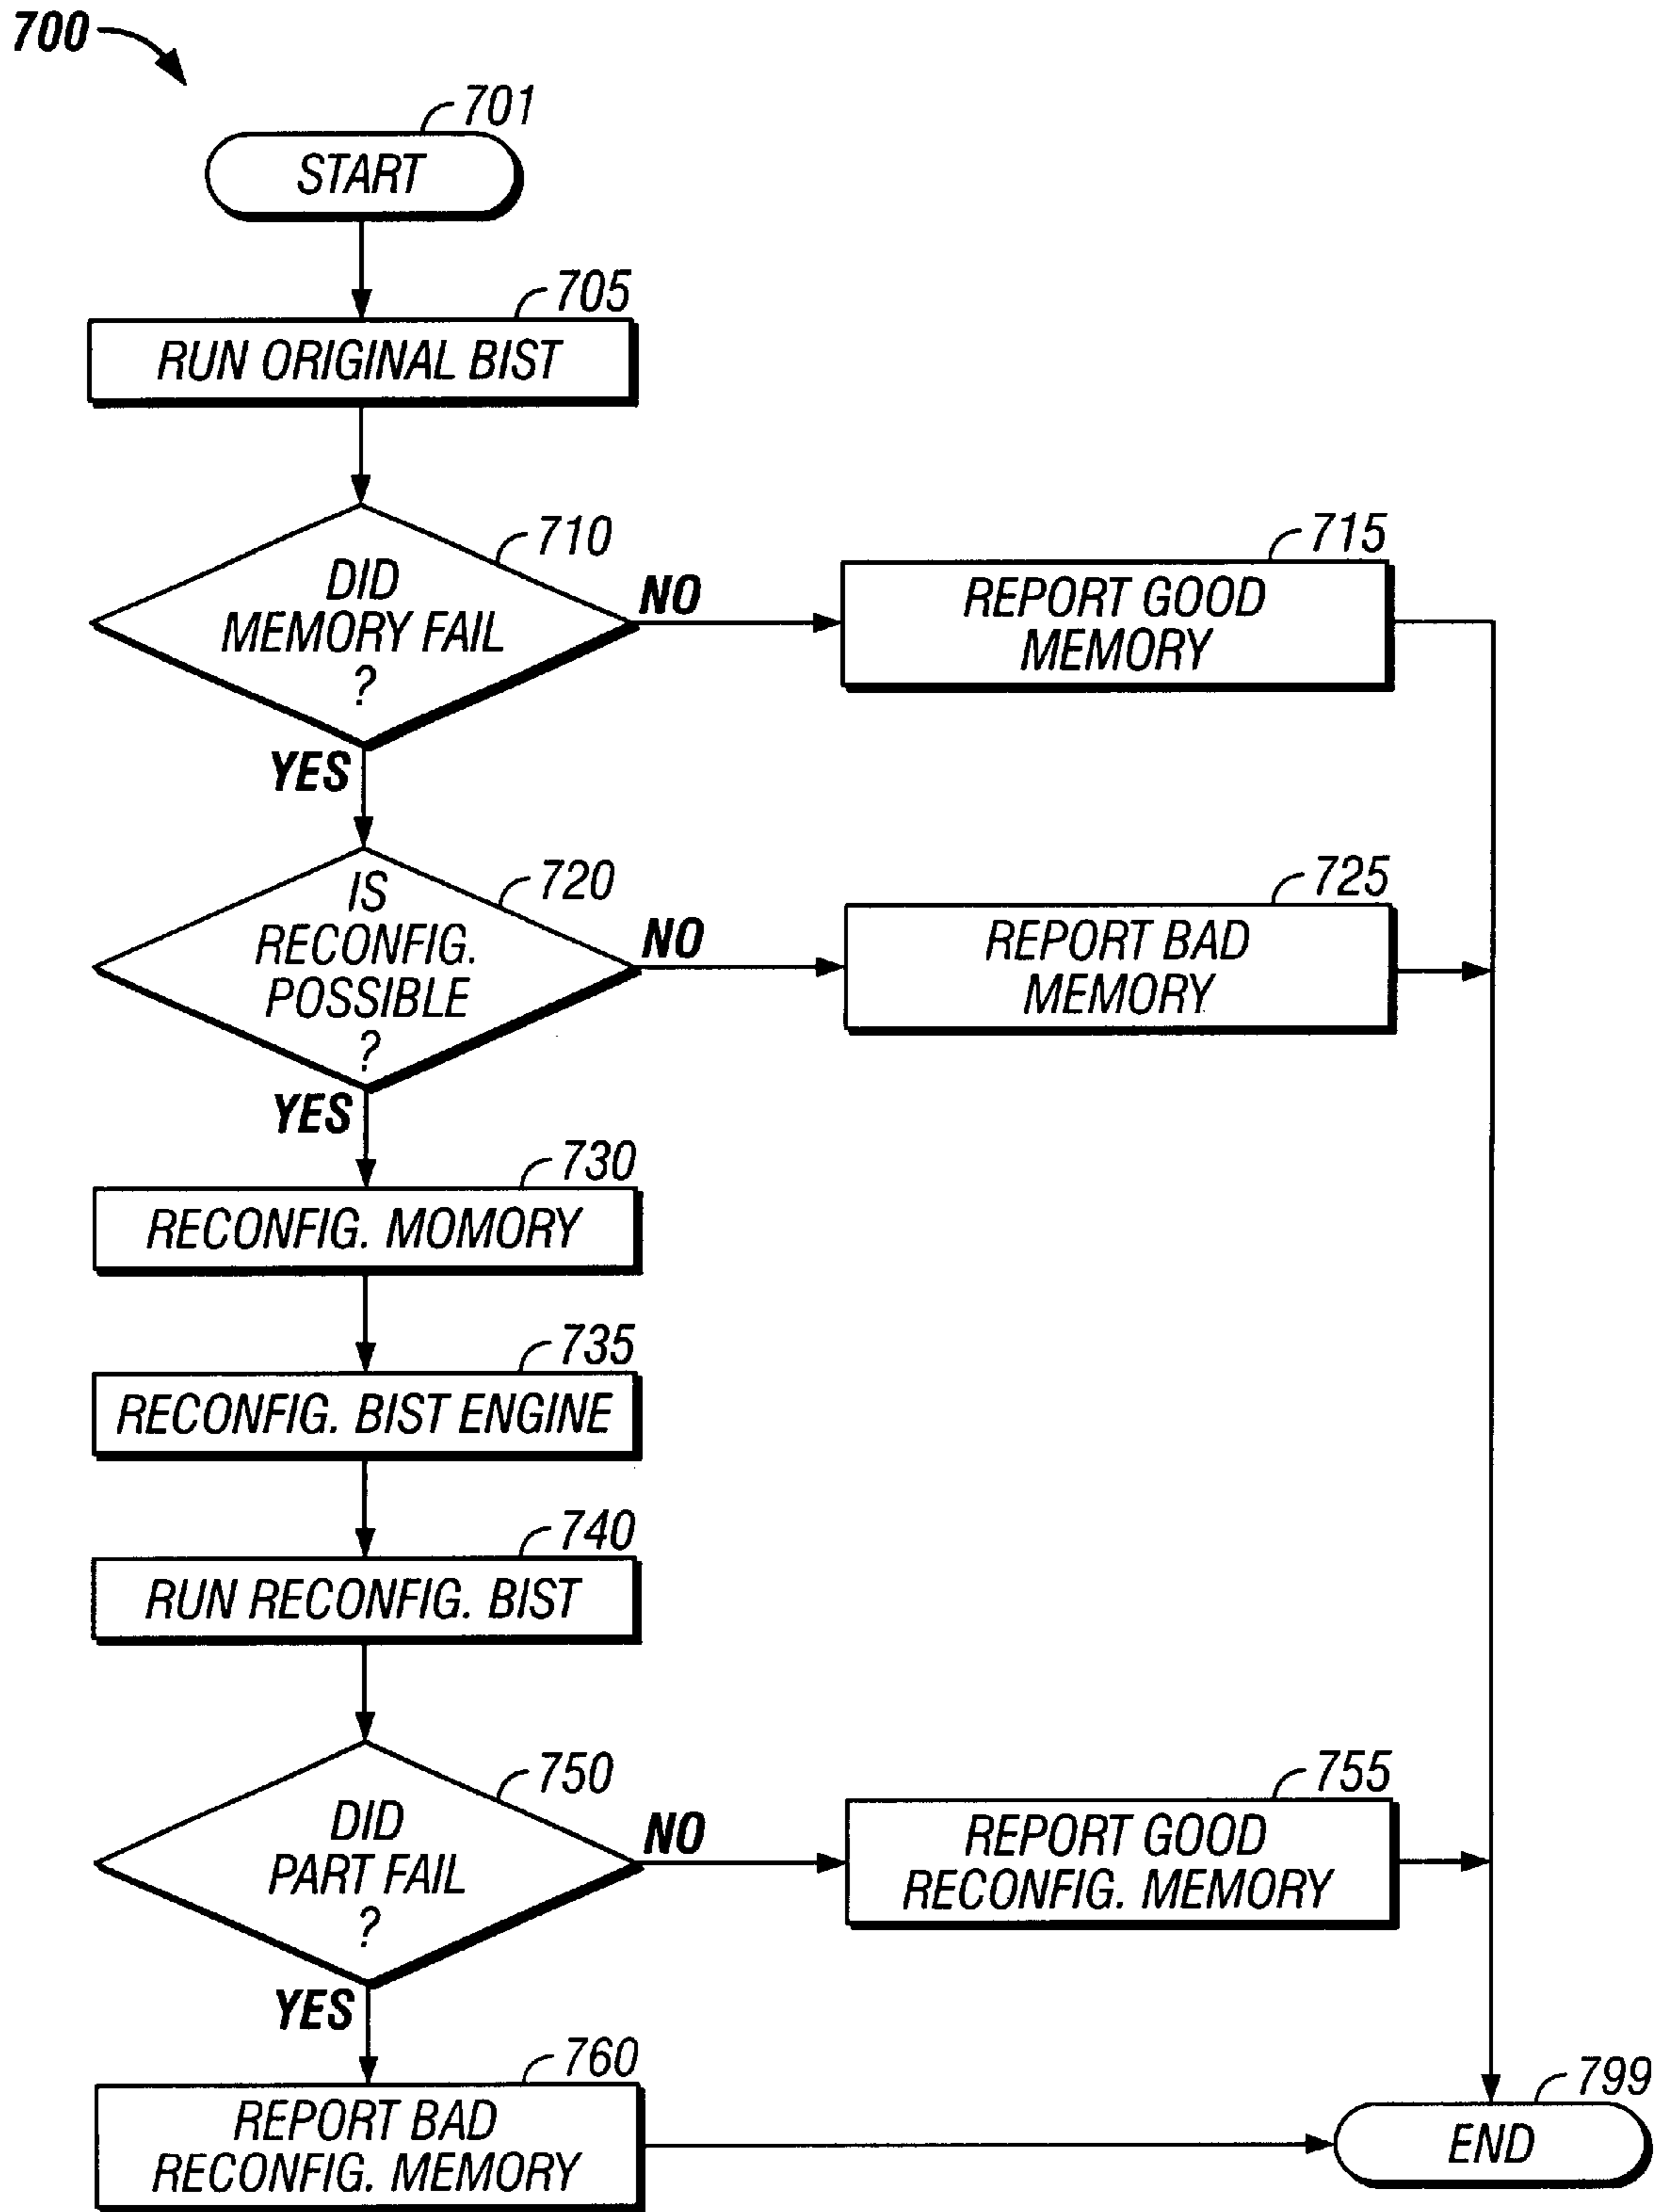 700
701
START
705
RUN ORIGINAL BIST
710
DID
MEMORY FAIL
?
NO
715
REPORT GOOD
MEMORY
YES
720
IS
RECONFIG.
POSSIBLE
?
NO
725
REPORT BAD
MEMORY
YES
730
RECONFIG. MOMORY
735
RECONFIG. BIST ENGINE
740
RUN RECONFIG. BIST
750
DID
PART FAIL
?
NO
755
REPORT GOOD
RECONFIG. MEMORY
YES
760
REPORT BAD
RECONFIG. MEMORY
799
END